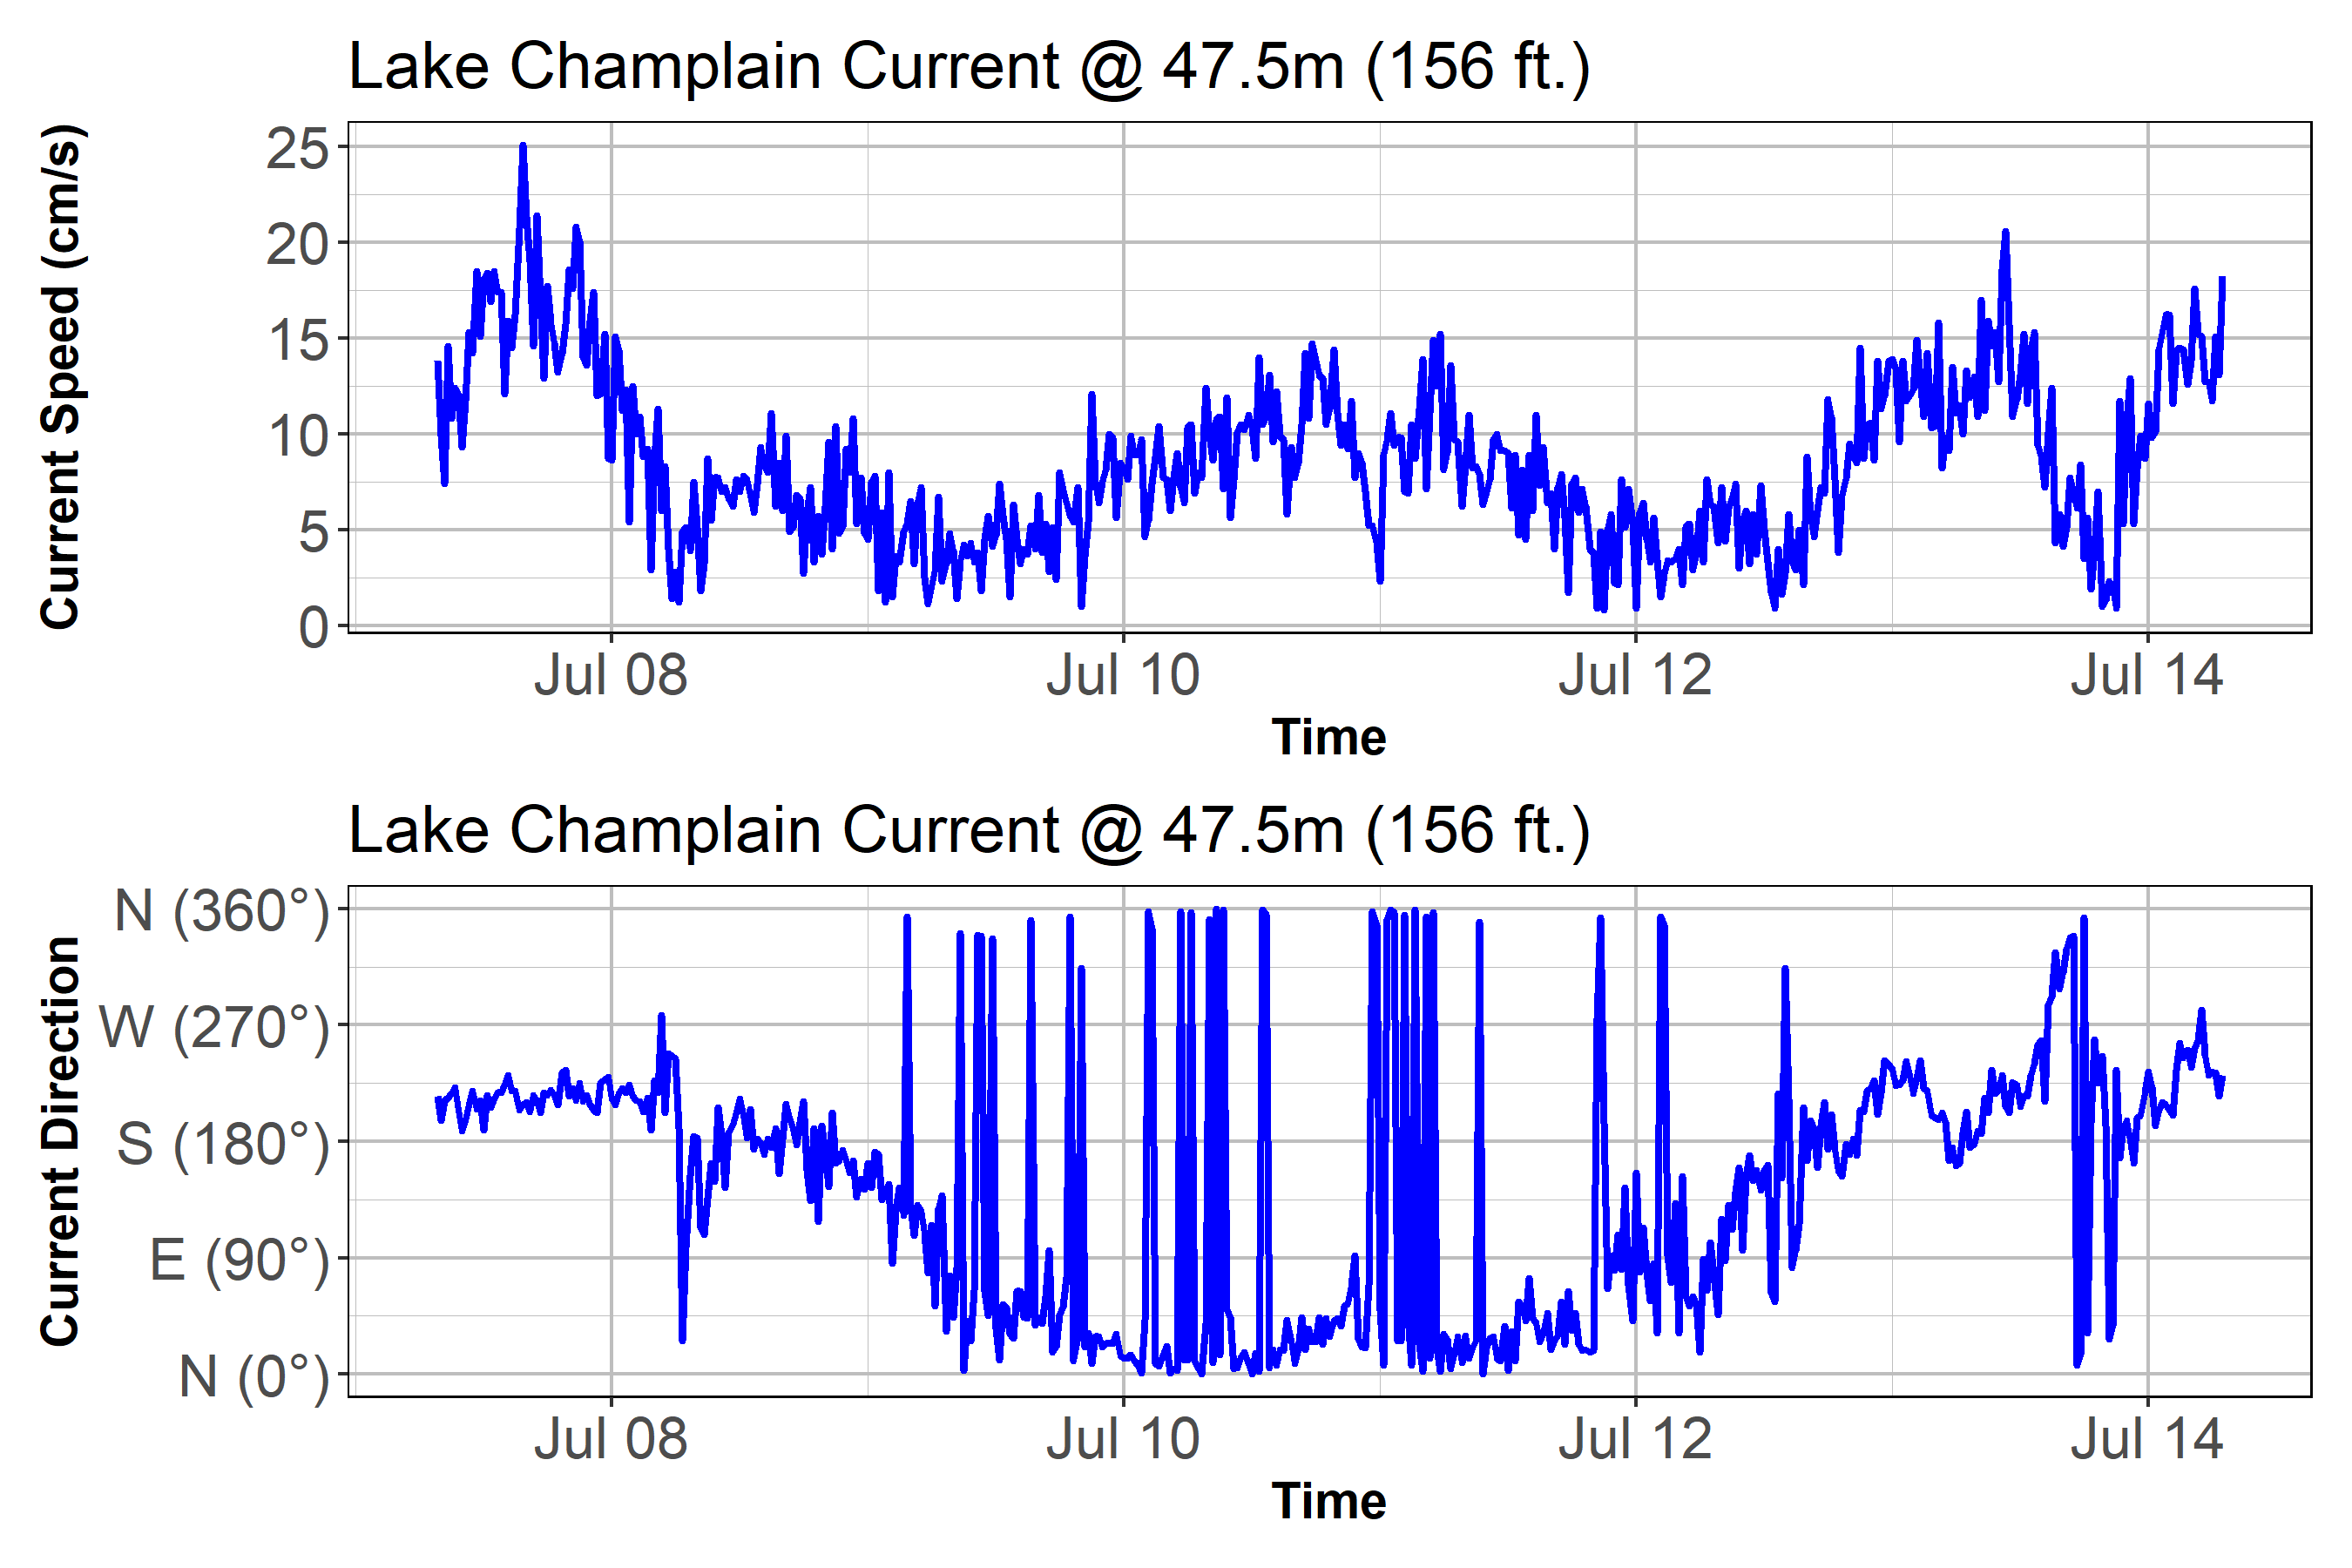 Lake Champlain Current @ 47.5m (156 ft.)
Current Speed (cm/s)
25
20
15
10
5
0
Jul 08 Jul 10 Jul 12 Jul 14
Time
Lake Champlain Current @ 47.5m (156 ft.)
Current Direction
N (360°)
W (270°)
S (180°)
E (90°)
N (0°)
Jul 08 Jul 10 Jul 12 Jul 14
Time